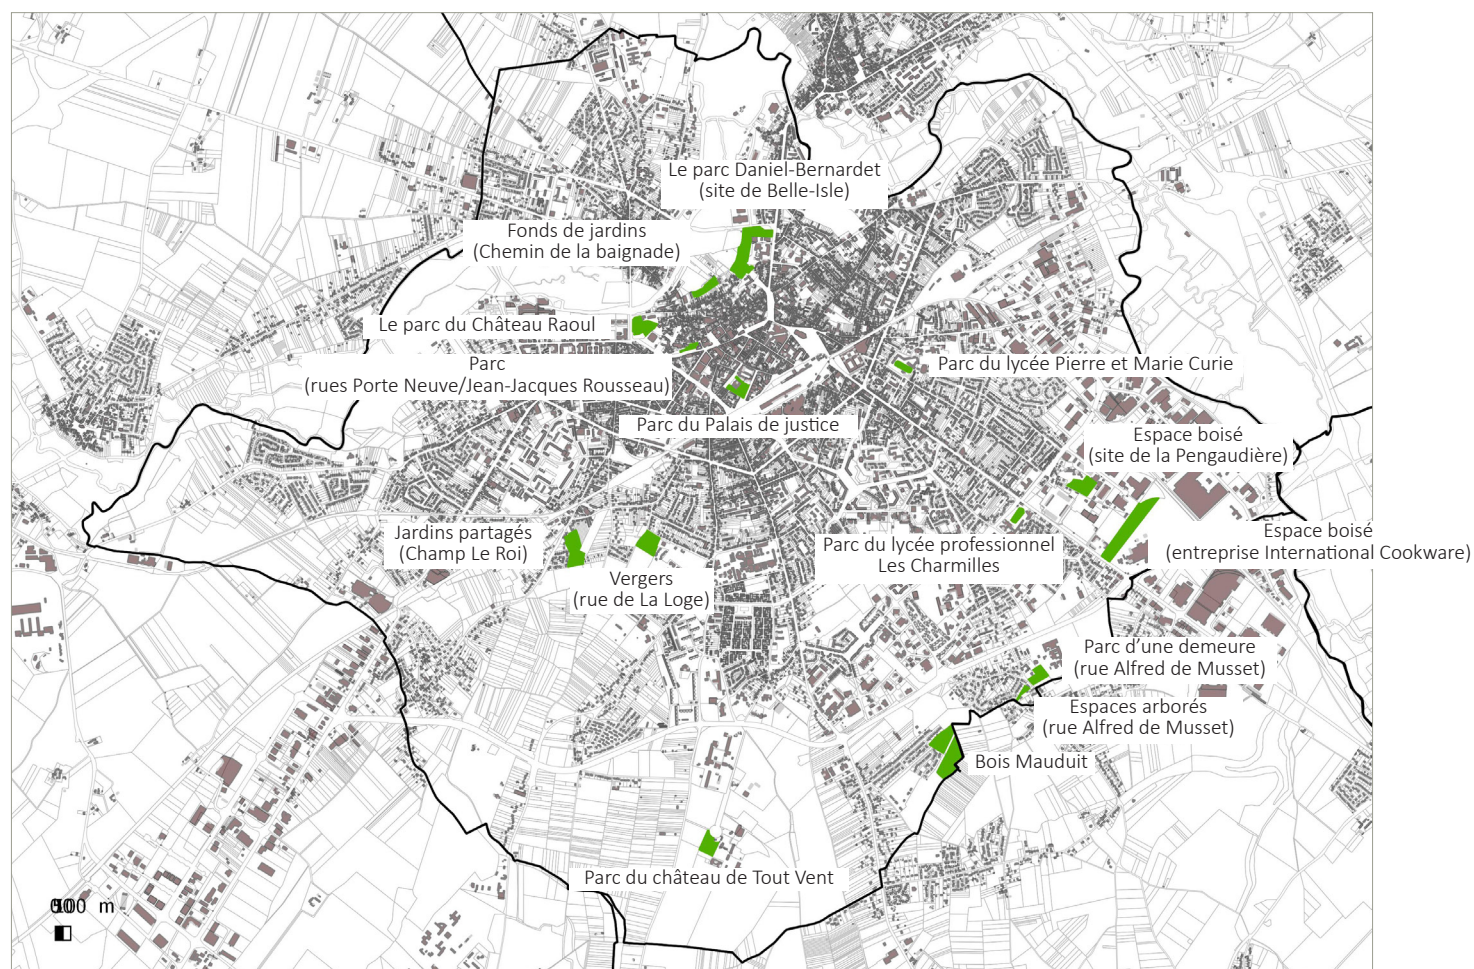 Le parc Daniel-Bernardet
(site de Belle-Isle)
Fonds de jardins
(Chemin de la baignade)
Le parc du Château Raoul
Parc
(rues Porte Neuve/Jean-Jacques Rousseau)
Parc du lycée Pierre et Marie Curie
Parc du Palais de justice
Espace boisé
(site de la Pengaudière)
Jardins partagés
(Champ Le Roi)
Parc du lycée professionnel
Les Charmilles
Espace boisé
(entreprise International Cookware)
Vergers
(rue de La Loge)
Parc d’une demeure
(rue Alfred de Musset)
Espaces arborés
(rue Alfred de Musset)
Bois Mauduit
Parc du château de Tout Vent
m